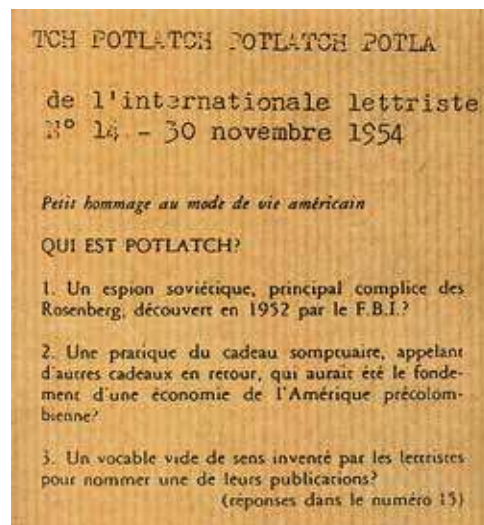 TCH POTLATCH POTLATCH POTLA
de l'internationale lettriste
N° 14 - 30 novembre 1954
Petit hommage au mode de vie américain
QUI EST POTLATCH?
1. Un espion soviétique, principal complice des
Rosenberg, découvert en 1952 par le F.B.I.?
2. Une pratique du cadeau somptuaire, appelant
d'autres cadeaux en retour, qui aurait été le fonde-
ment d'une économie de l'Amérique précolom-
bienne?
3. Un vocable vide de sens inventé par les lettristes
pour nommer une de leurs publications?
(réponses dans le numéro 15)